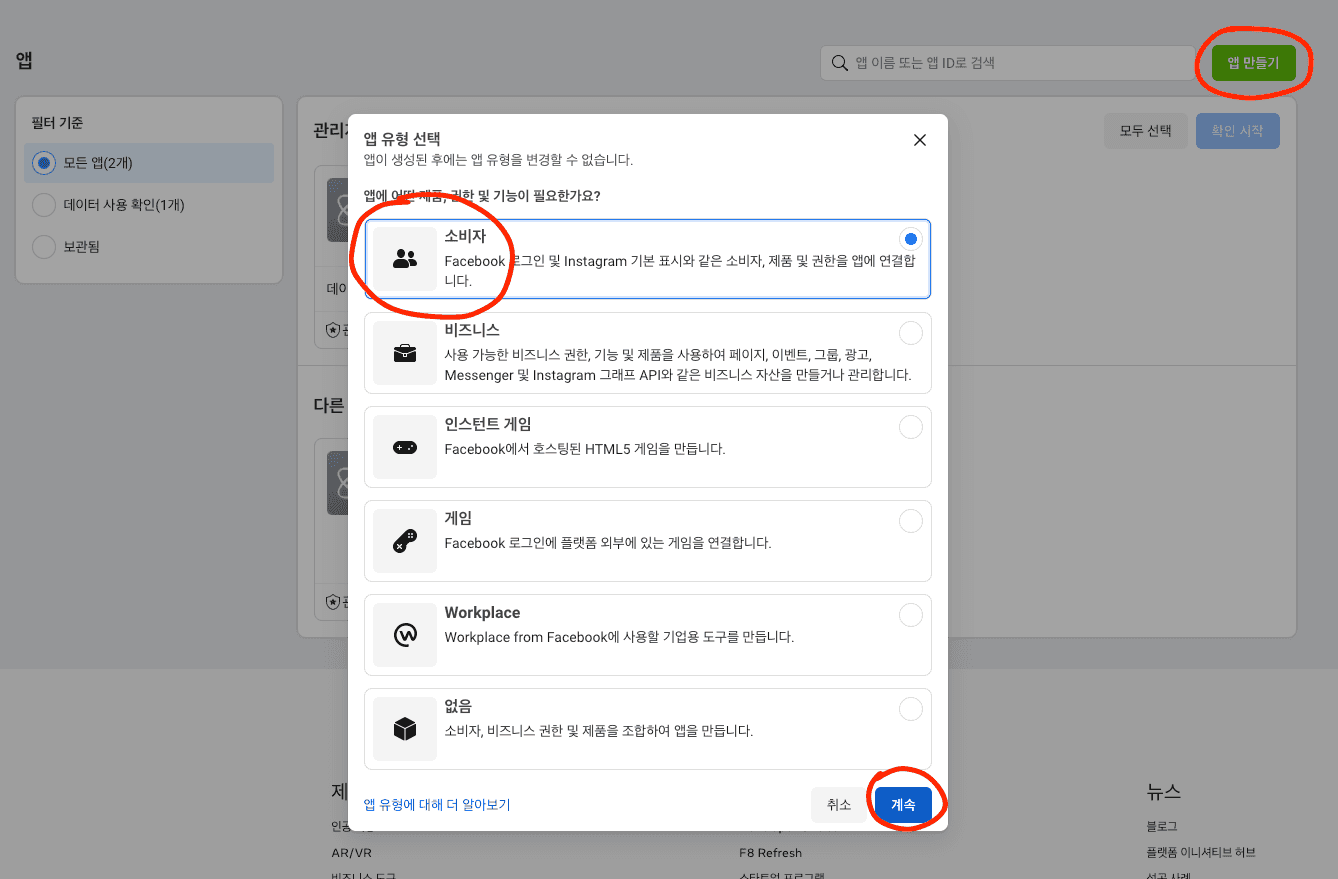 앱
앱 이름 또는 앱 ID로 검색
앱 만들기
필터 기준
모든 앱(2개)
데이터 사용 확인(1개)
보관됨
모두 선택
확인 시작
앱 유형 선택
앱이 생성된 후에는 앱 유형을 변경할 수 없습니다.
앱에 어떤 제품, 권한 및 기능이 필요한가요?
소비자
Facebook 로그인 및 Instagram 기본 표시와 같은 소비자, 제품 및 권한을 앱에 연결합
니다.
비즈니스
사용 가능한 비즈니스 권한, 기능 및 제품을 사용하여 페이지, 이벤트, 그룹, 광고,
Messenger 및 Instagram 그래프 API와 같은 비즈니스 자산을 만들거나 관리합니다.
인스턴트 게임
Facebook에서 호스팅된 HTML5 게임을 만듭니다.
게임
Facebook 로그인에 플랫폼 외부에 있는 게임을 연결합니다.
Workplace
Workplace from Facebook에 사용할 기업용 도구를 만듭니다.
없음
소비자, 비즈니스 권한 및 제품을 조합하여 앱을 만듭니다.
앱 유형에 대해 더 알아보기
취소
계속
다른
AR/VR
F8 Refresh
뉴스
블로그
플랫폼 이니셔티브 허브